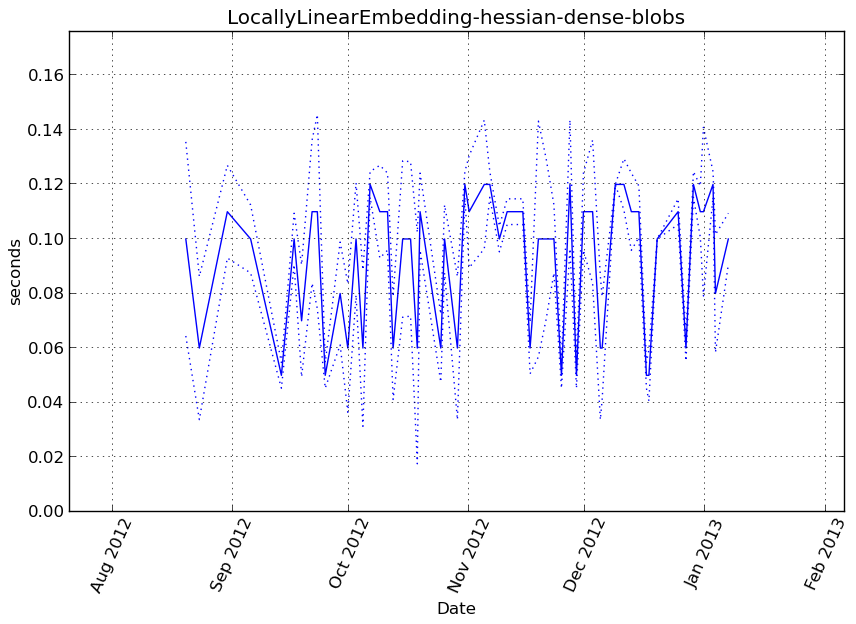 LocallyLinearEmbedding-hessian-dense-blobs
0.16
0.14
0.12
0.10
0.08
0.06
0.04
0.02
0.00
seconds
Aug 2012
Sep 2012
Oct 2012
Nov 2012
Dec 2012
Jan 2013
Feb 2013
Date